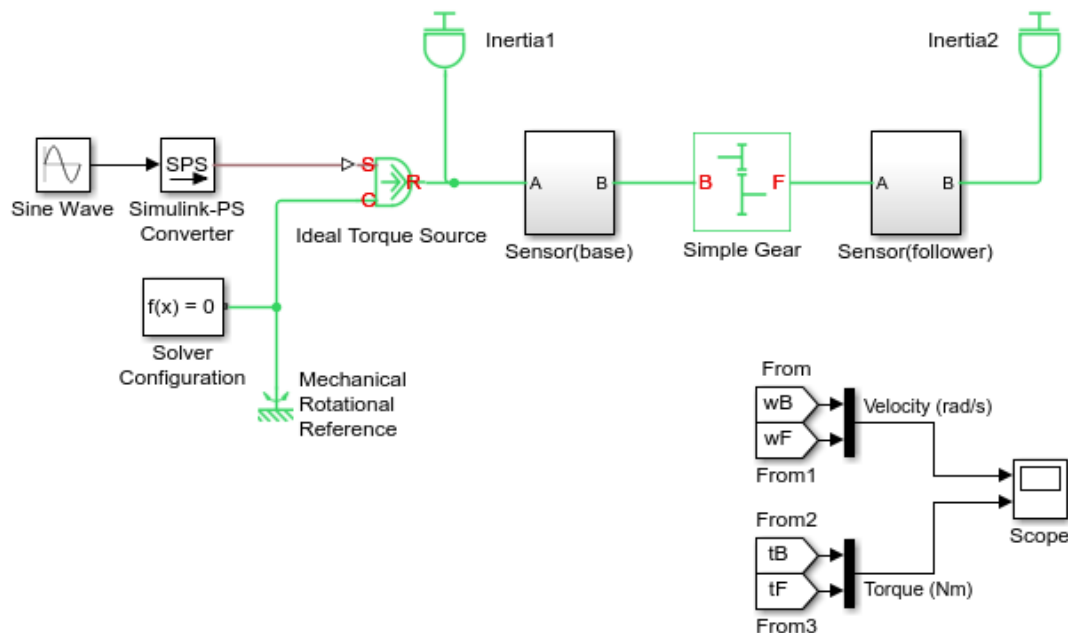 Inertia1
Inertia2
SPS
S
R
C
A
B
B
F
A
B
Sine Wave
Simulink-PS
Converter
Ideal Torque Source
Sensor(base)
Simple Gear
Sensor(follower)
f(x) = 0
Solver
Configuration
Mechanical
Rotational
Reference
From
wB
Velocity (rad/s)
wF
From1
From2
Scope
tB
tF
Torque (Nm)
From3